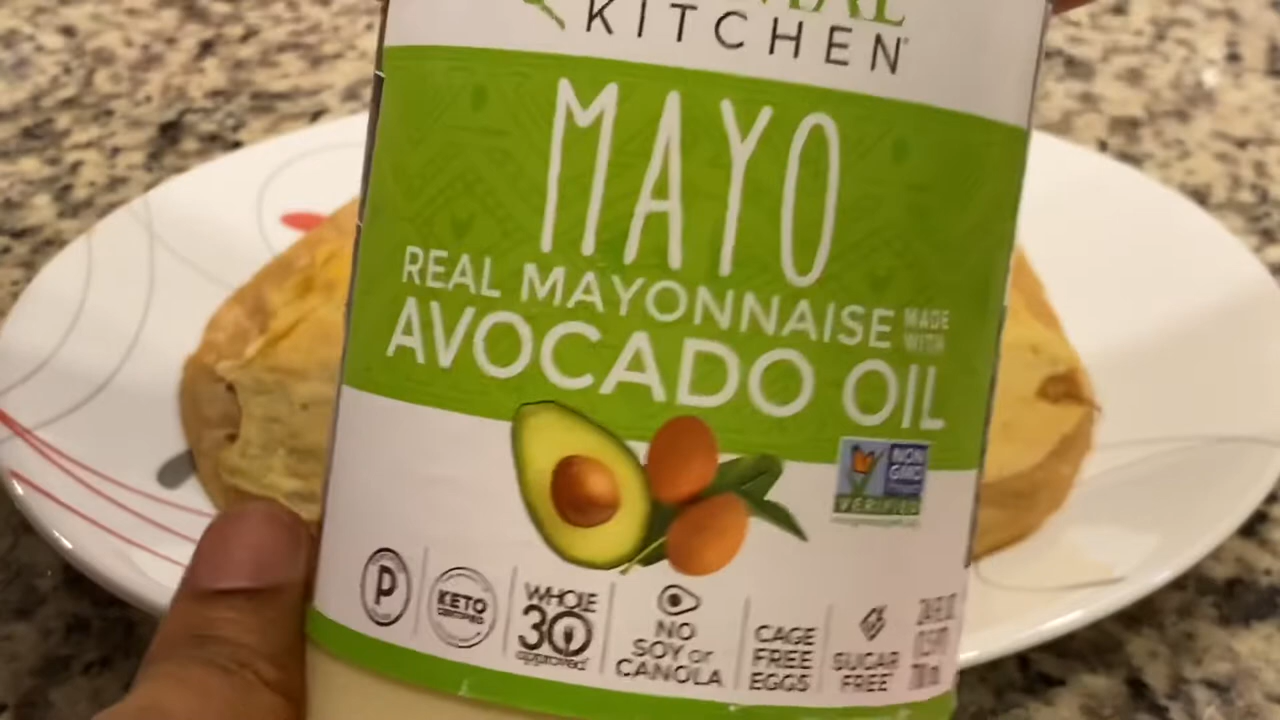 KITCHEN
MAYO
REAL MAYONNAISE MADE WITH
AVOCADO OIL
NON
GMO
VERIFIED
P
KETO
CERTIFIED
WHOLE
30
approved
NO
SOY or
CANOLA
CAGE
FREE
EGGS
SUGAR
FREE